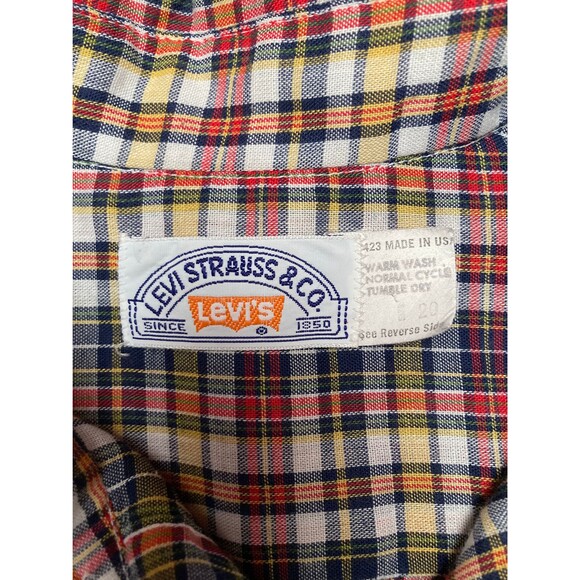 LEVI STRAUSS & CO.
LEVI'S
SINCE 1850
423 MADE IN USA
WARM WASH
NORMAL CYCLE
TUMBLE DRY
20
See Reverse Side